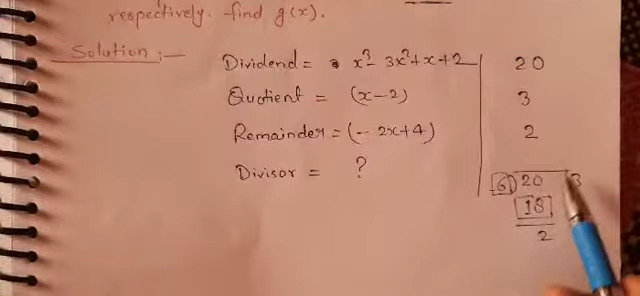 respectively. find g(x).
Solution :-
Dividend = x³- 3x²+x+2 20
Quotient = (x-2) 3
Remainder = (-2x+4) 2
Divisor = ?
6) 20 3
18
2